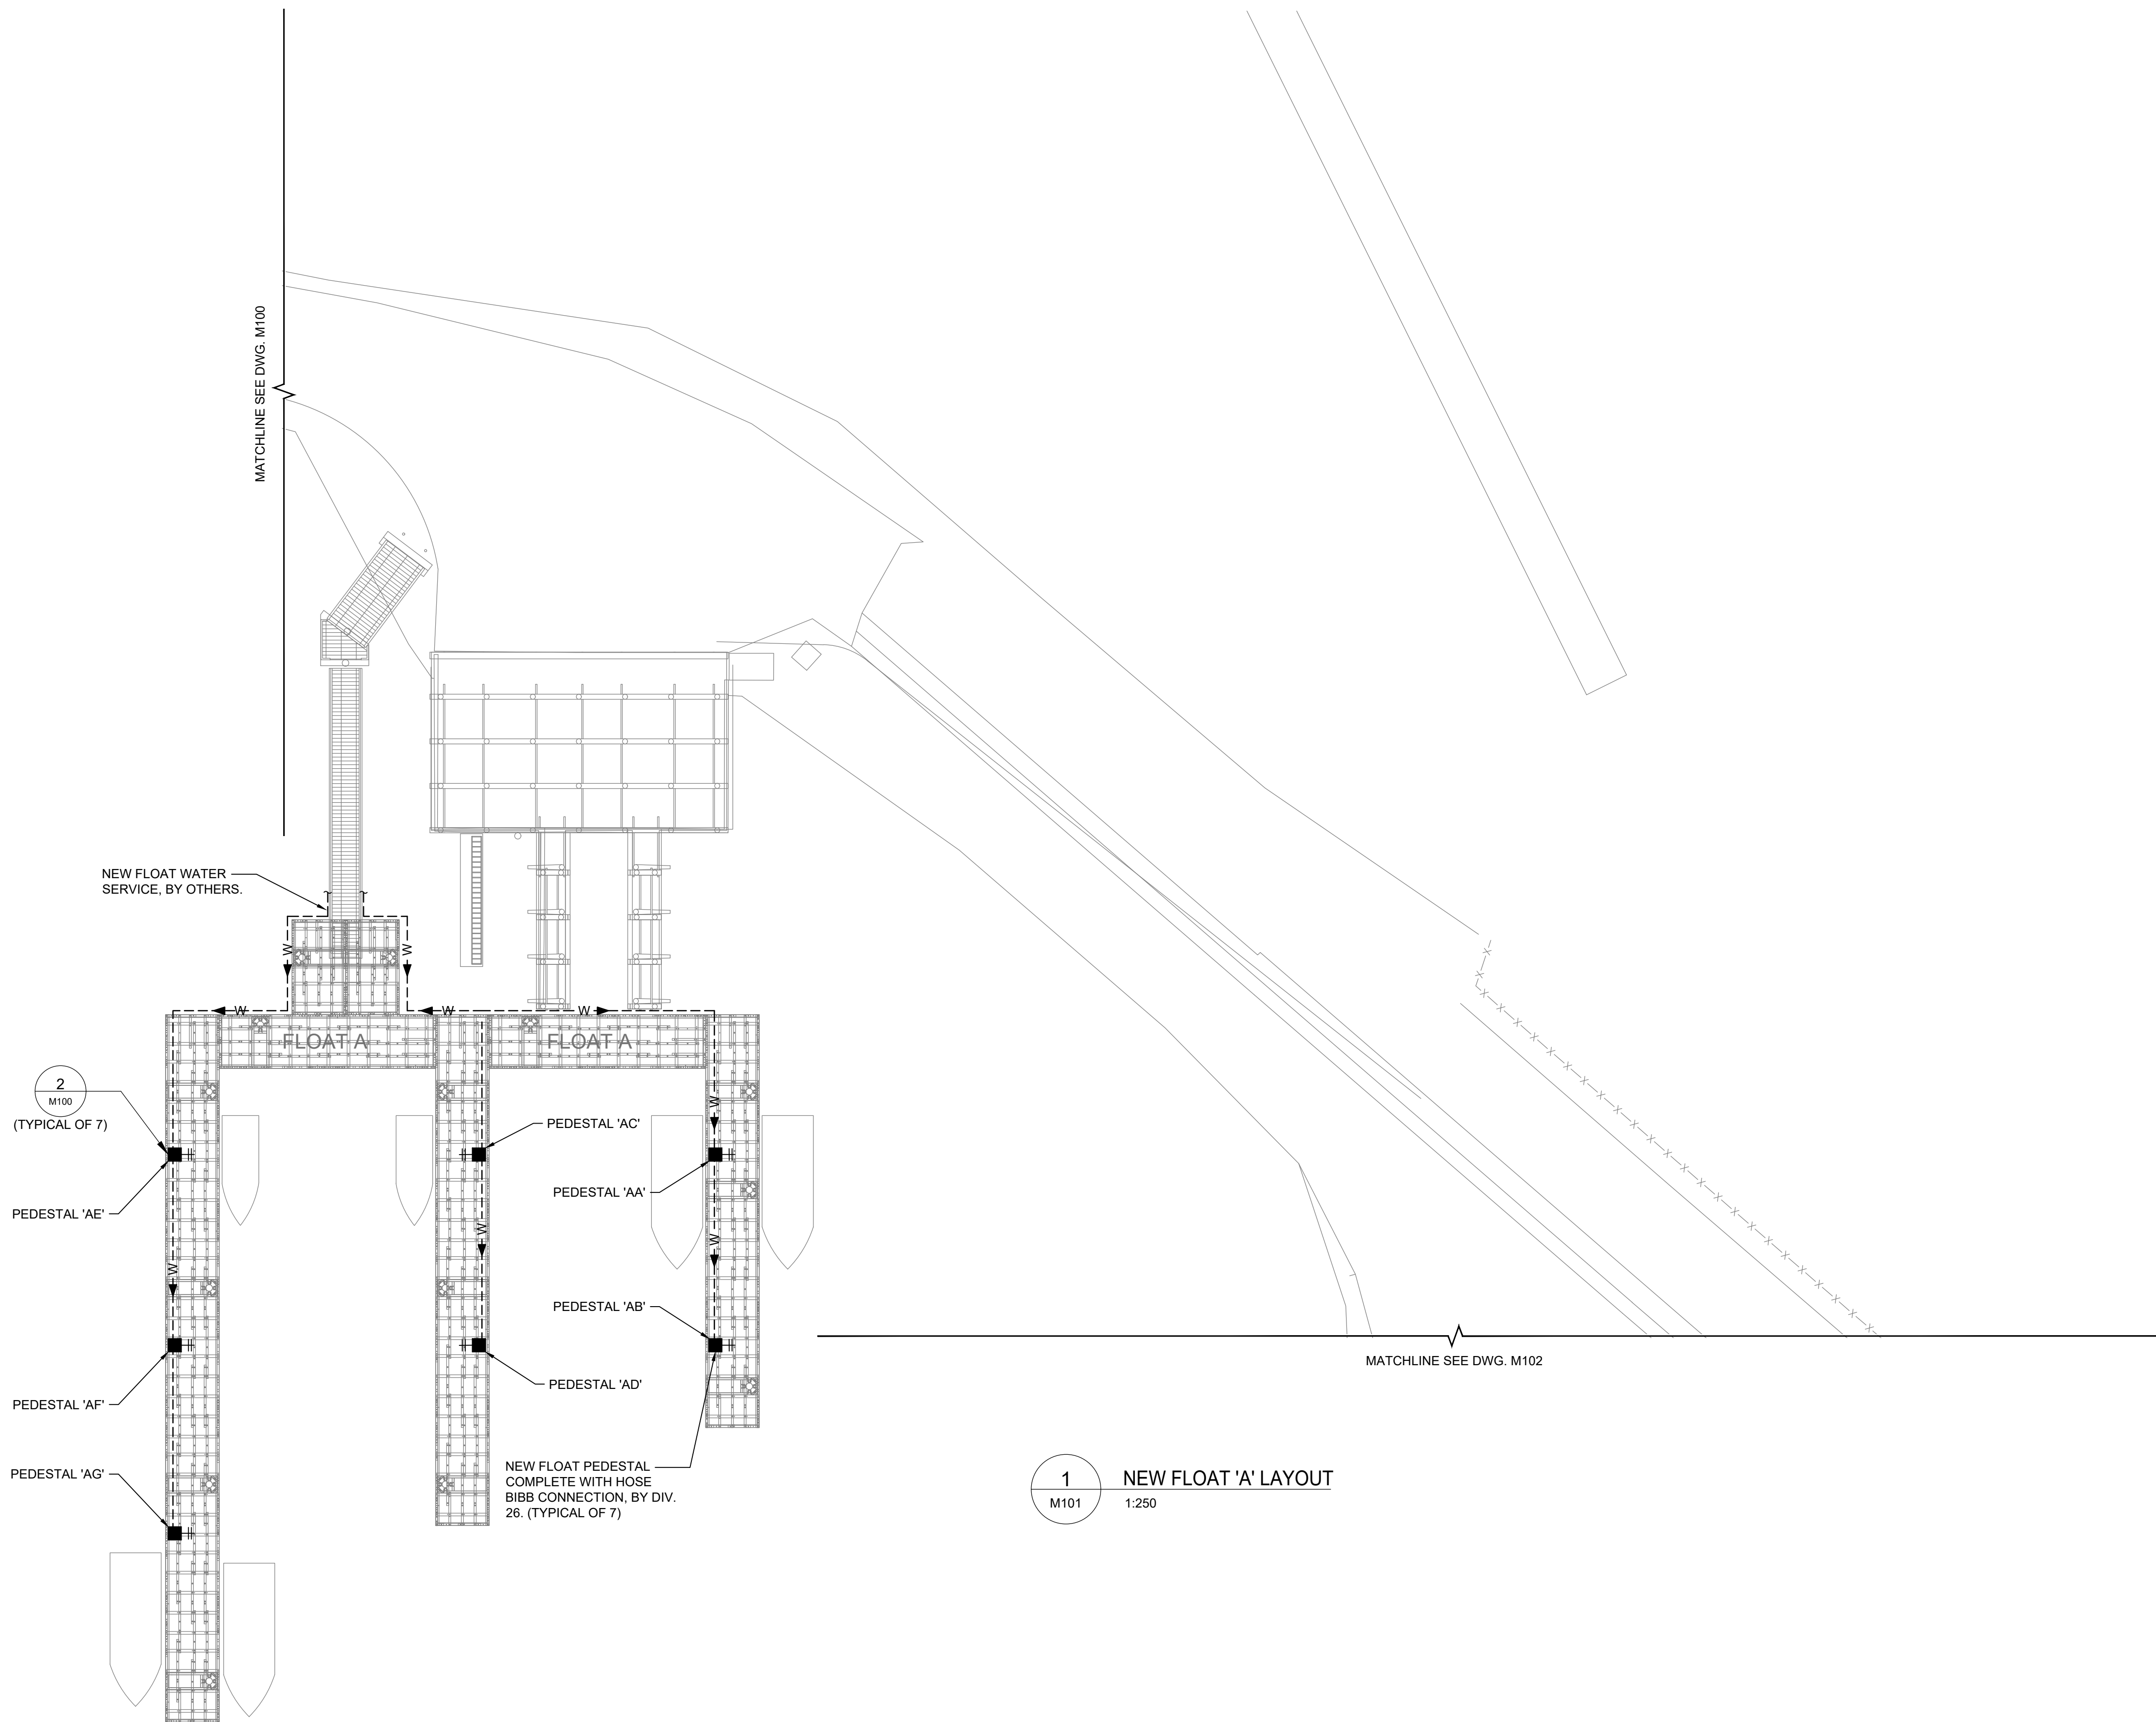 MATCHLINE SEE DWG. M100
NEW FLOAT WATER
SERVICE, BY OTHERS.
W
W
W
W
W
FLOAT A
FLOAT A
2
M100
(TYPICAL OF 7)
W
PEDESTAL 'AC'
PEDESTAL 'AA'
PEDESTAL 'AE'
W
W
W
PEDESTAL 'AB'
MATCHLINE SEE DWG. M102
PEDESTAL 'AD'
PEDESTAL 'AF'
PEDESTAL 'AG'
NEW FLOAT PEDESTAL
COMPLETE WITH HOSE
BIBB CONNECTION, BY DIV.
26. (TYPICAL OF 7)
1
M101
NEW FLOAT 'A' LAYOUT
1:250